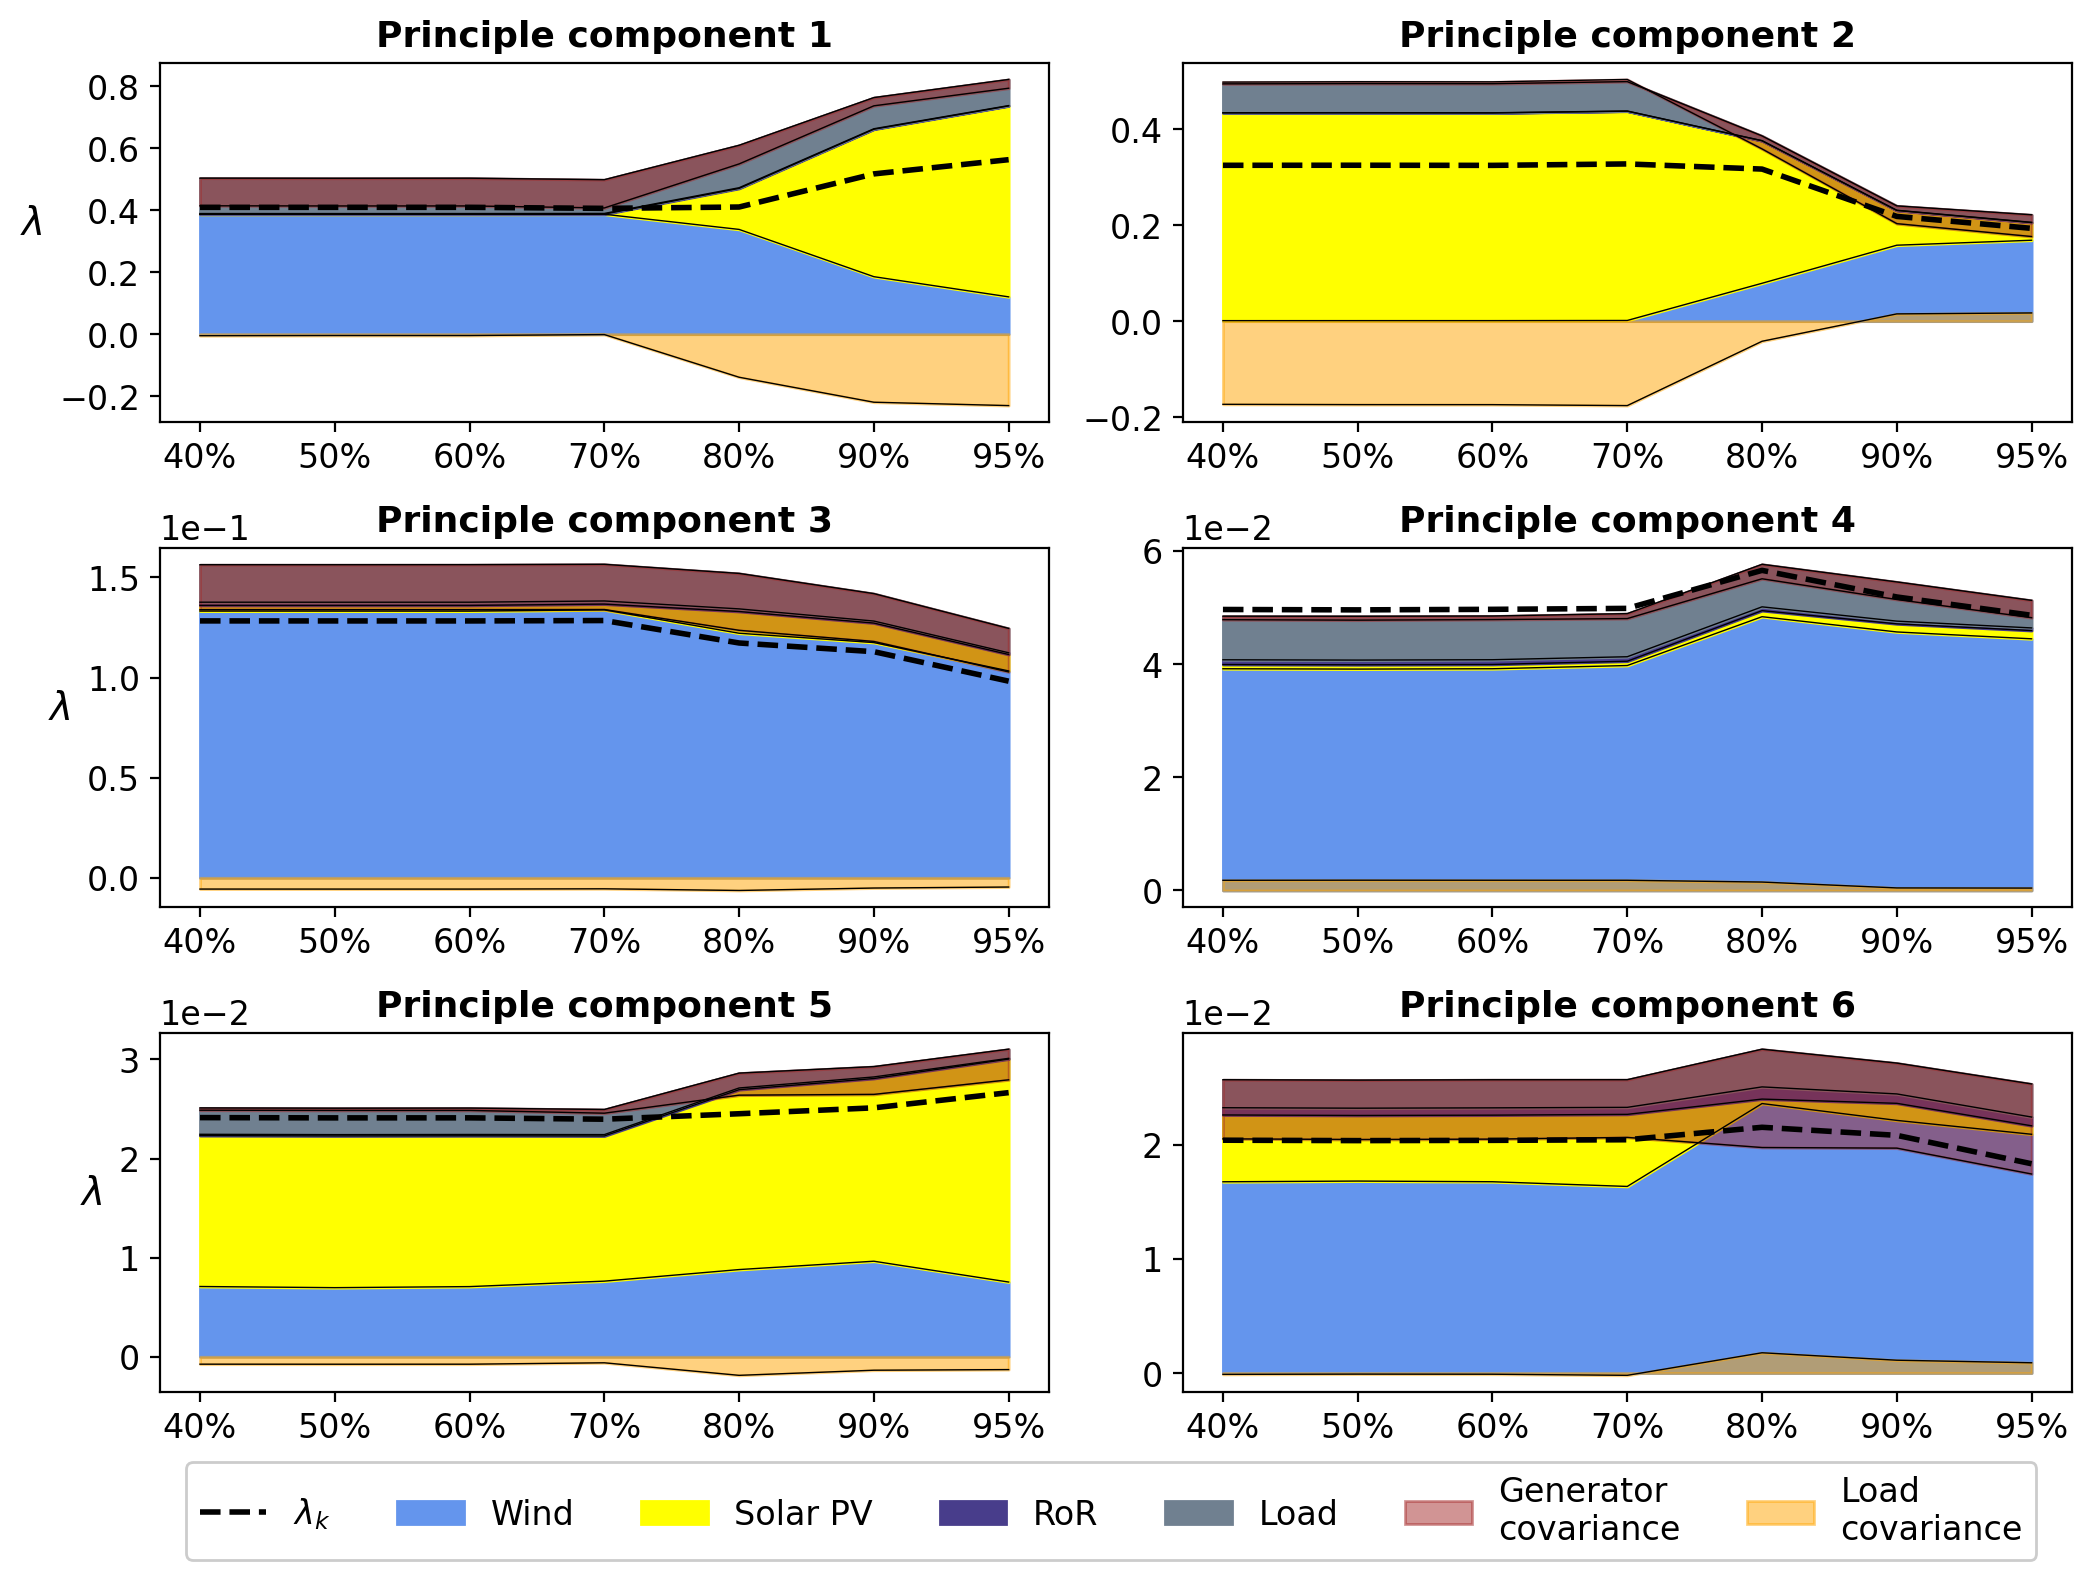 Principle component 1
Principle component 2
λ
0.8
0.6
0.4
0.2
0.0
−0.2
40% 50% 60% 70% 80% 90% 95%
0.4
0.2
0.0
−0.2
40% 50% 60% 70% 80% 90% 95%
Principle component 3
Principle component 4
1e−1
λ
1.5
1.0
0.5
0.0
40% 50% 60% 70% 80% 90% 95%
1e−2
6
4
2
0
40% 50% 60% 70% 80% 90% 95%
Principle component 5
Principle component 6
1e−2
λ
3
2
1
0
40% 50% 60% 70% 80% 90% 95%
1e−2
2
1
0
40% 50% 60% 70% 80% 90% 95%
λk
Wind
Solar PV
RoR
Load
Generator
covariance
Load
covariance